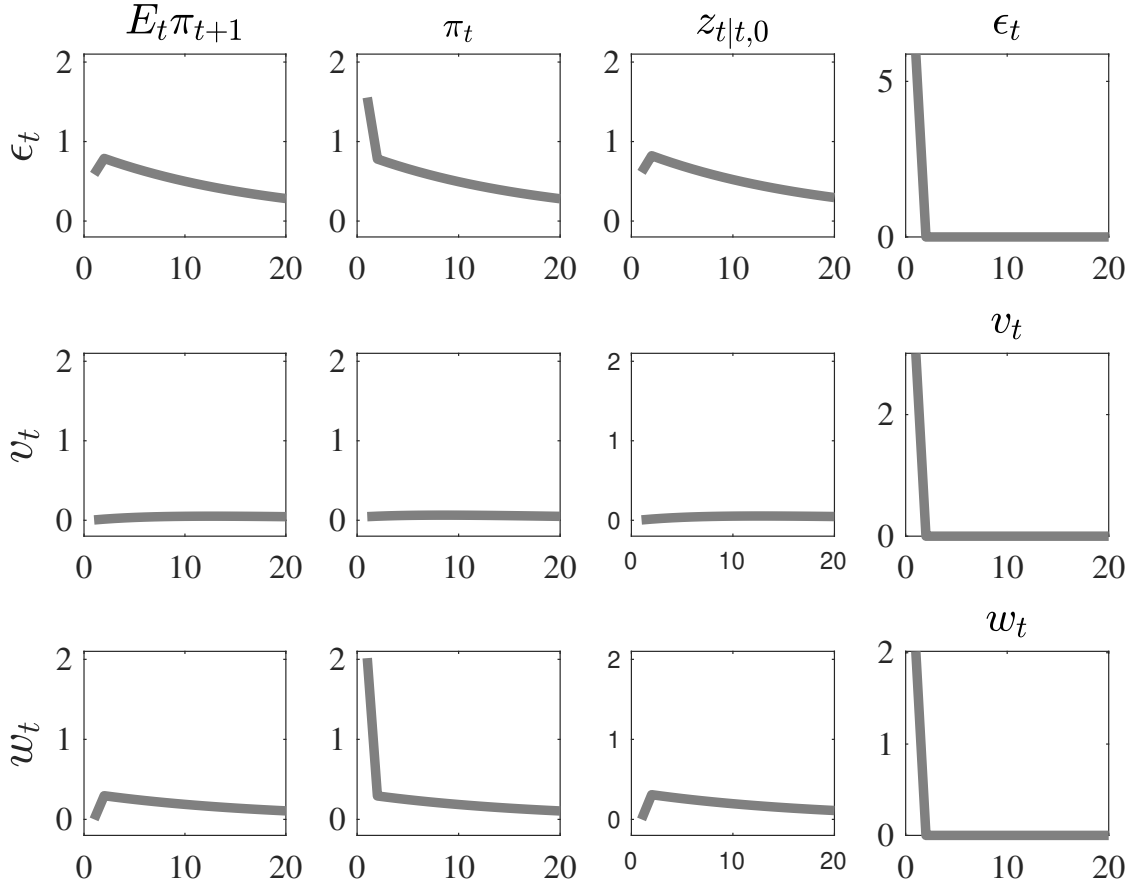 E_tπ_{t+1} π_t z_{t|t,0} ϵ_t
2 2 2
5
ϵ_t 1 1 1
0 0 0 0
0 10 20 0 10 20 0 10 20 0 10 20
v_t
2 2 2
2
v_t 1 1 1
0 0 0 0
0 10 20 0 10 20 0 10 20 0 10 20
w_t
2 2 2 2
w_t 1 1 1 1
0 0 0 0
0 10 20 0 10 20 0 10 20 0 10 20